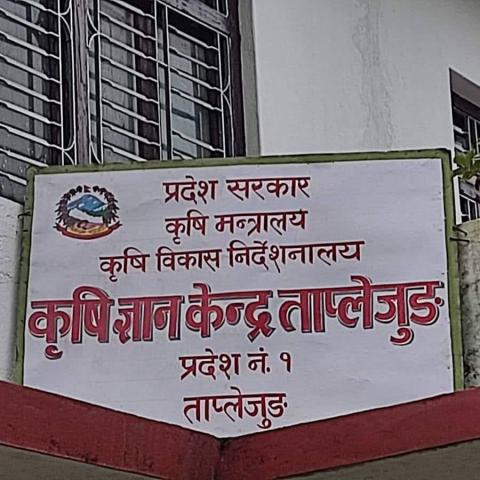 प्रदेश सरकार
कृषि मन्त्रालय
कृषि विकास निर्देशनालय
कृषि ज्ञान केन्द्र ताप्लेजुङ
प्रदेश नं. १
ताप्लेजुङ